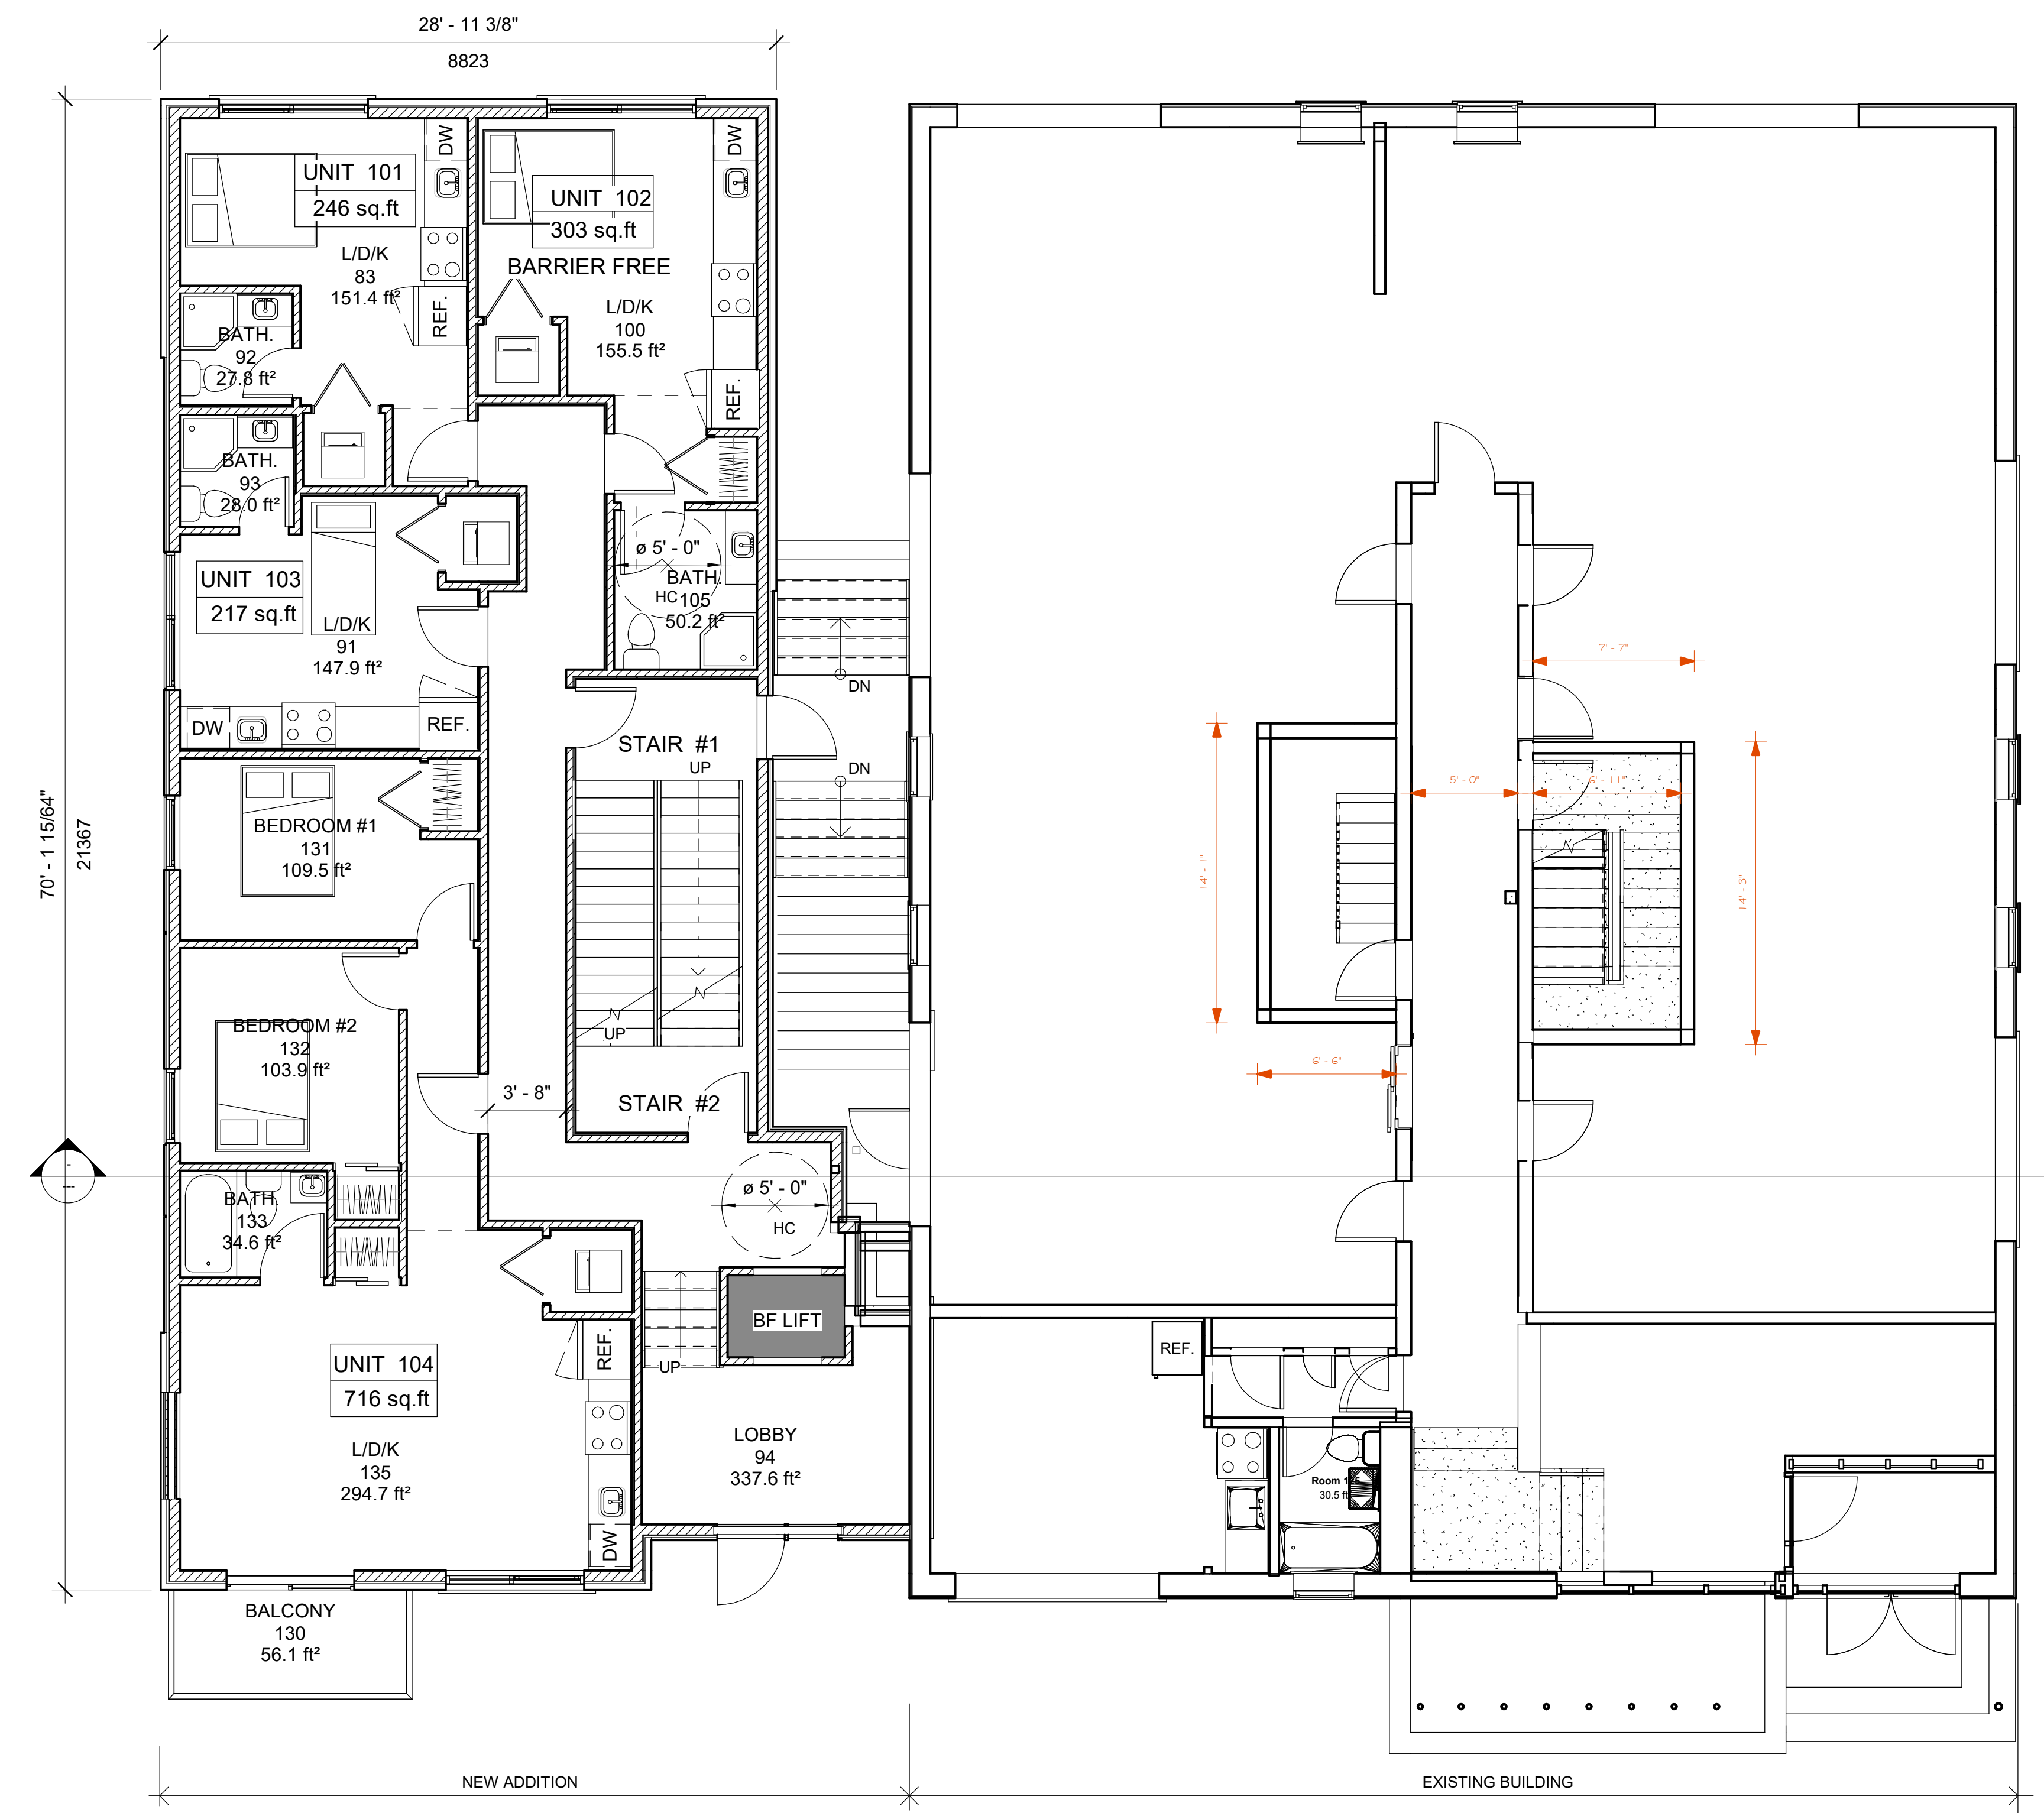 28' - 11 3/8"
8823
70' - 1 15/64"
21367
UNIT 101
246 sq.ft
DW
L/D/K
83
151.4 ft²
REF.
BATH.
92
27.8 ft²
UNIT 102
303 sq.ft
BARRIER FREE
DW
L/D/K
100
155.5 ft²
REF.
BATH.
93
28.0 ft²
UNIT 103
217 sq.ft
L/D/K
91
147.9 ft²
DW
REF.
ø 5' - 0"
BATH.
HC 105
50.2 ft²
DN
STAIR #1
UP
DN
BEDROOM #1
131
109.5 ft²
BEDROOM #2
132
103.9 ft²
UP
3' - 8"
STAIR #2
BATH.
133
34.6 ft²
ø 5' - 0"
HC
BF LIFT
UP
UNIT 104
716 sq.ft
REF.
L/D/K
135
294.7 ft²
DW
LOBBY
94
337.6 ft²
BALCONY
130
56.1 ft²
7' - 7"
5' - 0"
6' - 11"
14' - 1"
14' - 3"
6' - 6"
REF.
30.5 ft
-
---
NEW ADDITION
EXISTING BUILDING